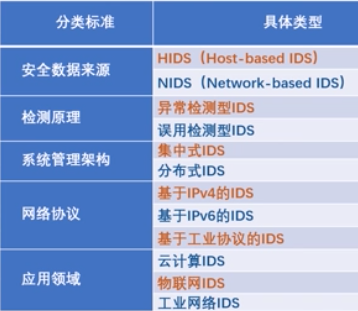 分类标准 具体类型
安全数据来源
HIDS（Host-based IDS）
NIDS（Network-based IDS）
检测原理
异常检测型IDS
误用检测型IDS
系统管理架构
集中式IDS
分布式IDS
网络协议
基于IPv4的IDS
基于IPv6的IDS
基于工业协议的IDS
应用领域
云计算IDS
物联网IDS
工业网络IDS